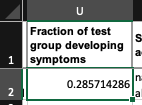 U
Fraction of test
group developing
symptoms
1
0.285714286
2